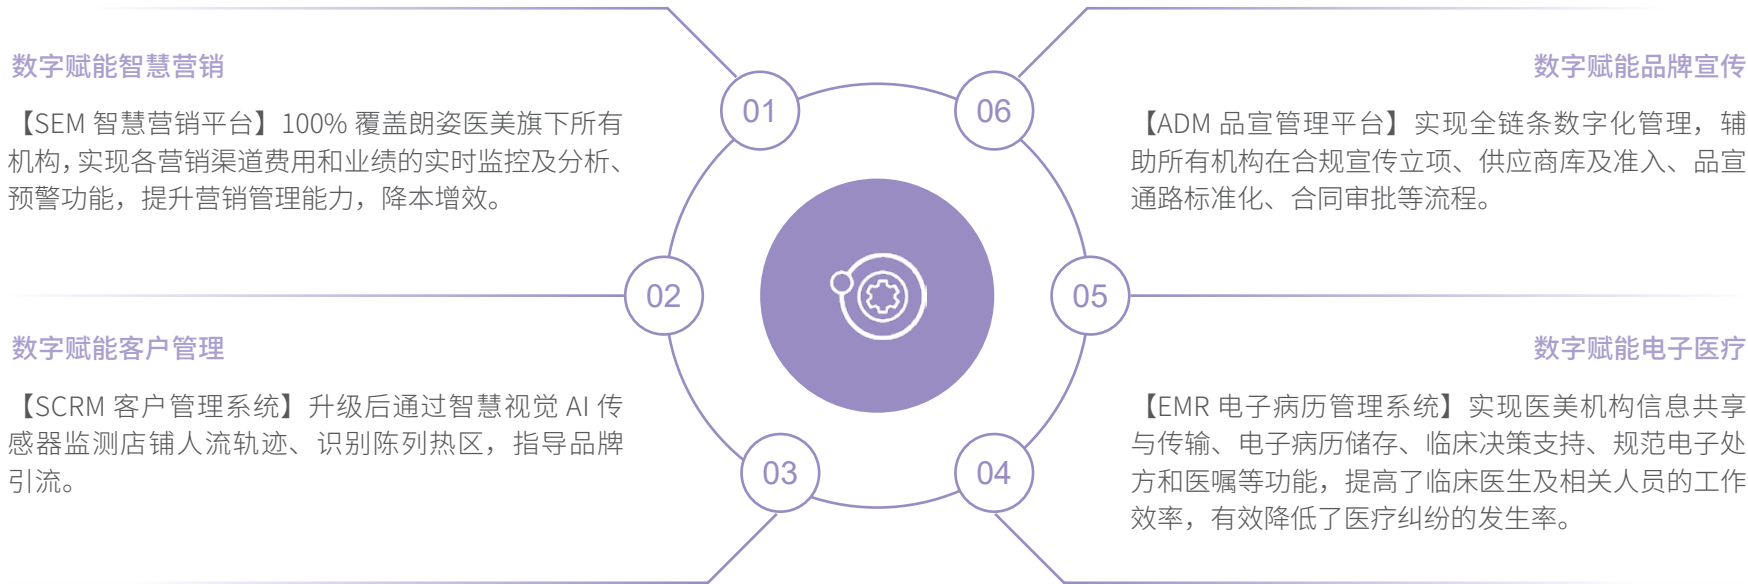 数字赋能智慧营销
【SEM 智慧营销平台】100% 覆盖朗姿医美旗下所有
机构，实现各营销渠道费用和业绩的实时监控及分析、
预警功能，提升营销管理能力，降本增效。
数字赋能客户管理
【SCRM 客户管理系统】升级后通过智慧视觉 AI 传
感器监测店铺人流轨迹、识别陈列热区，指导品牌
引流。
01
06
02
05
03
04
数字赋能品牌宣传
【ADM 品宣管理平台】实现全链条数字化管理，辅
助所有机构在合规宣传立项、供应商库及准入、品宣
通路标准化、合同审批等流程。
数字赋能电子医疗
【EMR 电子病历管理系统】实现医美机构信息共享
与传输、电子病历储存、临床决策支持、规范电子处
方和医嘱等功能，提高了临床医生及相关人员的工作
效率，有效降低了医疗纠纷的发生率。